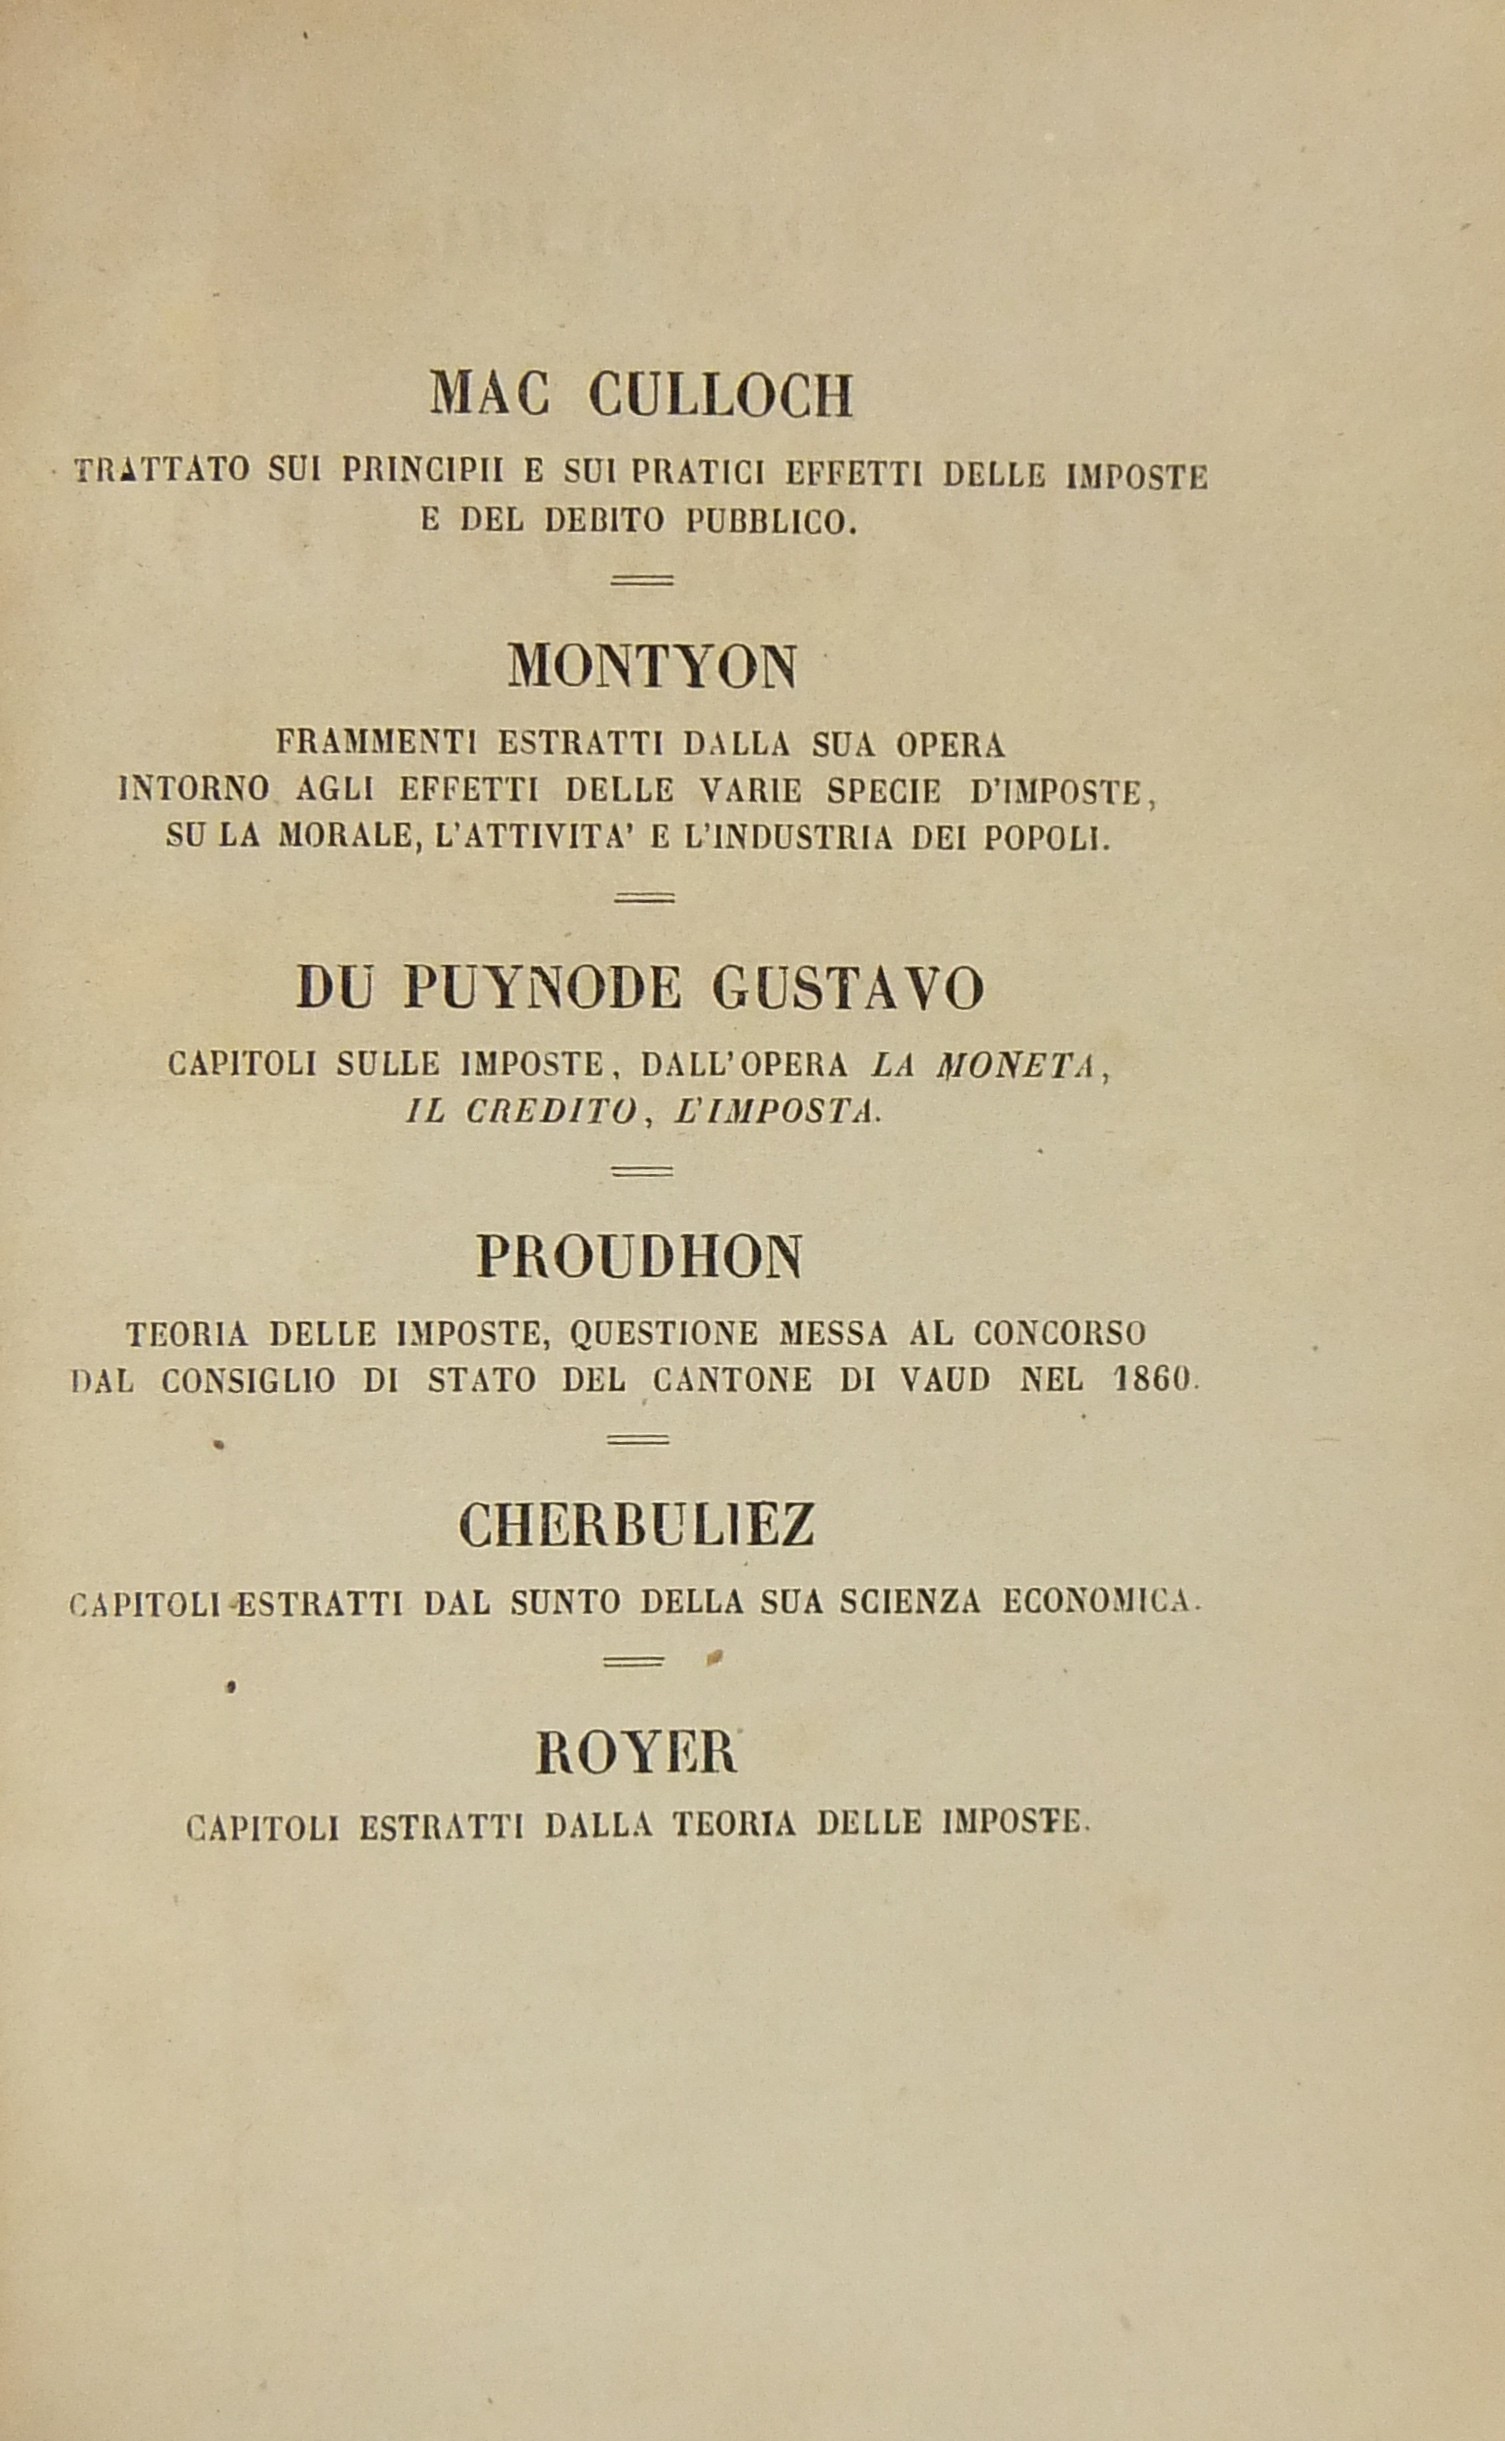 MAC CULLOCH
TRATTATO SUI PRINCIPII E SUI PRATICI EFFETTI DELLE IMPOSTE
E DEL DEBITO PUBBLICO.
MONTYON
FRAMMENTI ESTRATTI DALLA SUA OPERA
INTORNO AGLI EFFETTI DELLE VARIE SPECIE D'IMPOSTE,
SU LA MORALE, L'ATTIVITA' E L'INDUSTRIA DEI POPOLI.
DU PUYNODE GUSTAVO
CAPITOLI SULLE IMPOSTE, DALL'OPERA LA MONETA,
IL CREDITO, L'IMPOSTA.
PROUDHON
TEORIA DELLE IMPOSTE, QUESTIONE MESSA AL CONCORSO
DAL CONSIGLIO DI STATO DEL CANTONE DI VAUD NEL 1860.
CHERBULIEZ
CAPITOLI ESTRATTI DAL SUNTO DELLA SUA SCIENZA ECONOMICA.
ROYER
CAPITOLI ESTRATTI DALLA TEORIA DELLE IMPOSTE.